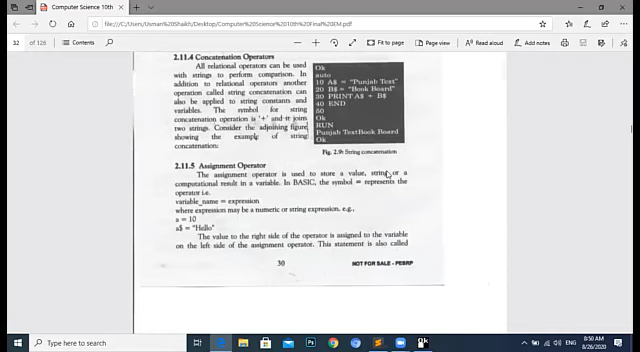 Computer Science 10th
file:///C:/Users/Usman%20Shaikh/Desktop/Computer%20Science%2010th%20Final%20EM.pdf
32 of 126 Contents Fit to page Page view Read aloud Add notes
2.11.4 Concatenation Operators
All relational operators can be used
with strings to perform comparison. In
addition to relational operators another
operation called string concatenation can
also be applied to string constants and
variables. The symbol for string
concatenation operation is '+' and it joins
two strings. Consider the adjoining figure
showing the example of string
concatenation:
Ok
auto
10 A$ = "Punjab Text"
20 B$ = "Book Board"
30 PRINT A$ + B$
40 END
50
Ok
RUN
Punjab TextBook Board
Ok
Fig. 2.9: String concatenation
2.11.5 Assignment Operator
The assignment operator is used to store a value, string or a
computational result in a variable. In BASIC, the symbol = represents the
operator i.e.
variable_name = expression
where expression may be a numeric or string expression, e.g.,
a = 10
a$ = "Hello"
The value to the right side of the operator is assigned to the variable
on the left side of the assignment operator. This statement is also called
30 NOT FOR SALE - PESRP
Type here to search
ENG
8:50 AM
8/26/2020